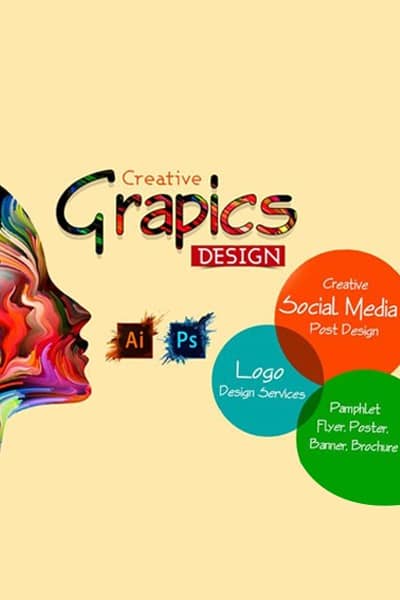 Creative
Grapics
DESIGN
Ai
Ps
Creative
Social Media
Post Design
Logo
Design Services
Pamphlet
Flyer, Poster,
Banner, Brochure